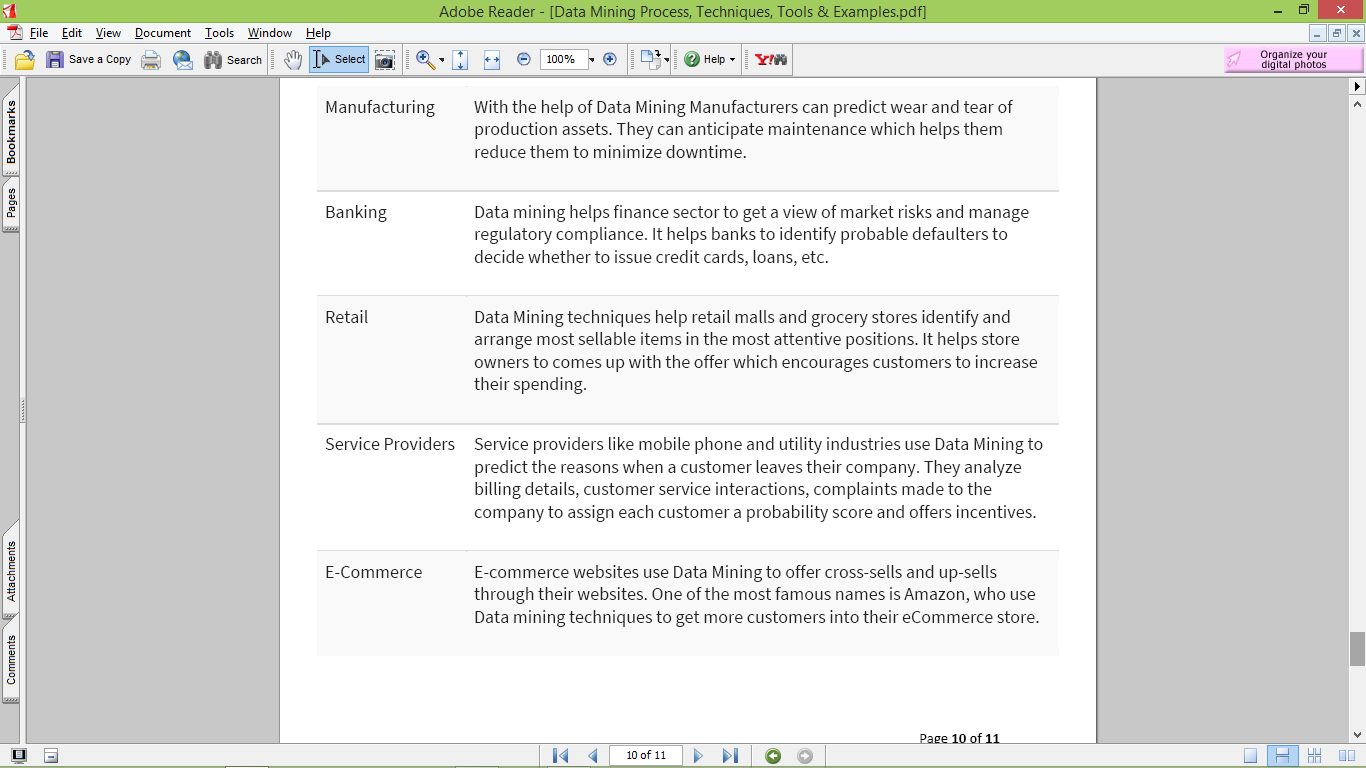 Adobe Reader - [Data Mining Process, Techniques, Tools & Examples.pdf]
File Edit View Document Tools Window Help
Save a Copy Search Select 100% Help Y! Organize your
digital photos
Bookmarks
Pages
Manufacturing With the help of Data Mining Manufacturers can predict wear and tear of
production assets. They can anticipate maintenance which helps them
reduce them to minimize downtime.
Banking Data mining helps finance sector to get a view of market risks and manage
regulatory compliance. It helps banks to identify probable defaulters to
decide whether to issue credit cards, loans, etc.
Retail Data Mining techniques help retail malls and grocery stores identify and
arrange most sellable items in the most attentive positions. It helps store
owners to comes up with the offer which encourages customers to increase
their spending.
Service Providers Service providers like mobile phone and utility industries use Data Mining to
predict the reasons when a customer leaves their company. They analyze
billing details, customer service interactions, complaints made to the
company to assign each customer a probability score and offers incentives.
E-Commerce E-commerce websites use Data Mining to offer cross-sells and up-sells
through their websites. One of the most famous names is Amazon, who use
Data mining techniques to get more customers into their eCommerce store.
Attachments
Comments
Page 10 of 11
10 of 11